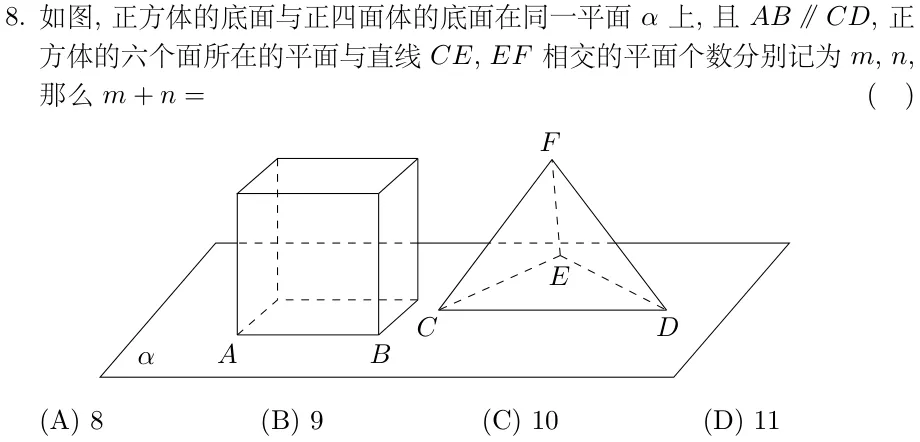 8. 如图, 正方体的底面与正四面体的底面在同一平面 α 上, 且 AB ∥ CD, 正
方体的六个面所在的平面与直线 CE, EF 相交的平面个数分别记为 m, n,
那么 m + n = ( )
F
E
C
D
A
B
α
(A) 8 (B) 9 (C) 10 (D) 11